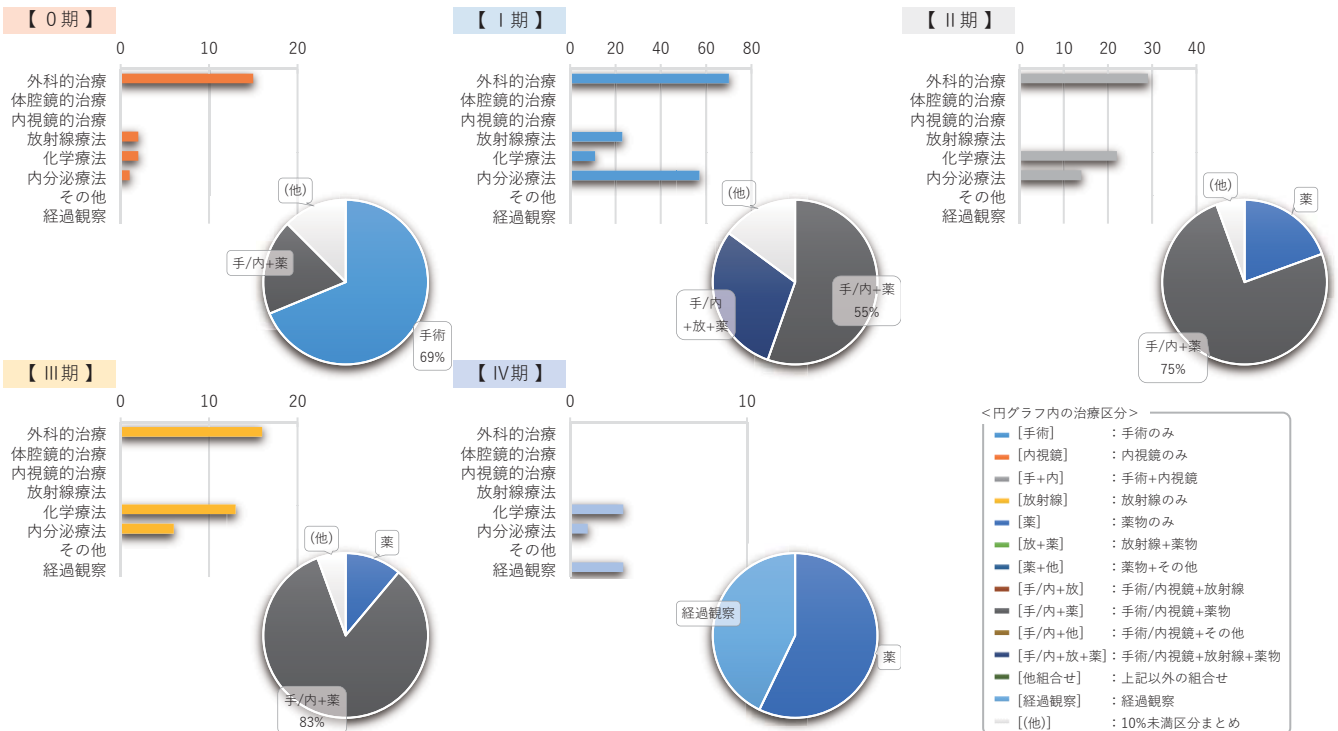 【 0期 】
0 10 20
外科的治療
体腔鏡的治療
内視鏡的治療
放射線療法
化学療法
内分泌療法
その他
経過観察
(他)
手/内+薬
手術
69%
【 I期 】
0 20 40 60 80
外科的治療
体腔鏡的治療
内視鏡的治療
放射線療法
化学療法
内分泌療法
その他
経過観察
(他)
手/内+薬
55%
手/内
+放+薬
【 II期 】
0 10 20 30 40
外科的治療
体腔鏡的治療
内視鏡的治療
放射線療法
化学療法
内分泌療法
その他
経過観察
(他)
薬
手/内+薬
75%
【 III期 】
0 10 20
外科的治療
体腔鏡的治療
内視鏡的治療
放射線療法
化学療法
内分泌療法
その他
経過観察
(他)
薬
手/内+薬
83%
【 IV期 】
0 10
外科的治療
体腔鏡的治療
内視鏡的治療
放射線療法
化学療法
内分泌療法
その他
経過観察
経過観察
薬
<円グラフ内の治療区分>
[手術] :手術のみ
[内視鏡] :内視鏡のみ
[手+内] :手術+内視鏡
[放射線] :放射線のみ
[薬] :薬物のみ
[放+薬] :放射線+薬物
[薬+他] :薬物+その他
[手/内+放] :手術/内視鏡+放射線
[手/内+薬] :手術/内視鏡+薬物
[手/内+他] :手術/内視鏡+その他
[手/内+放+薬]:手術/内視鏡+放射線+薬物
[他組合せ] :上記以外の組合せ
[経過観察] :経過観察
[(他)] :10%未満区分まとめ